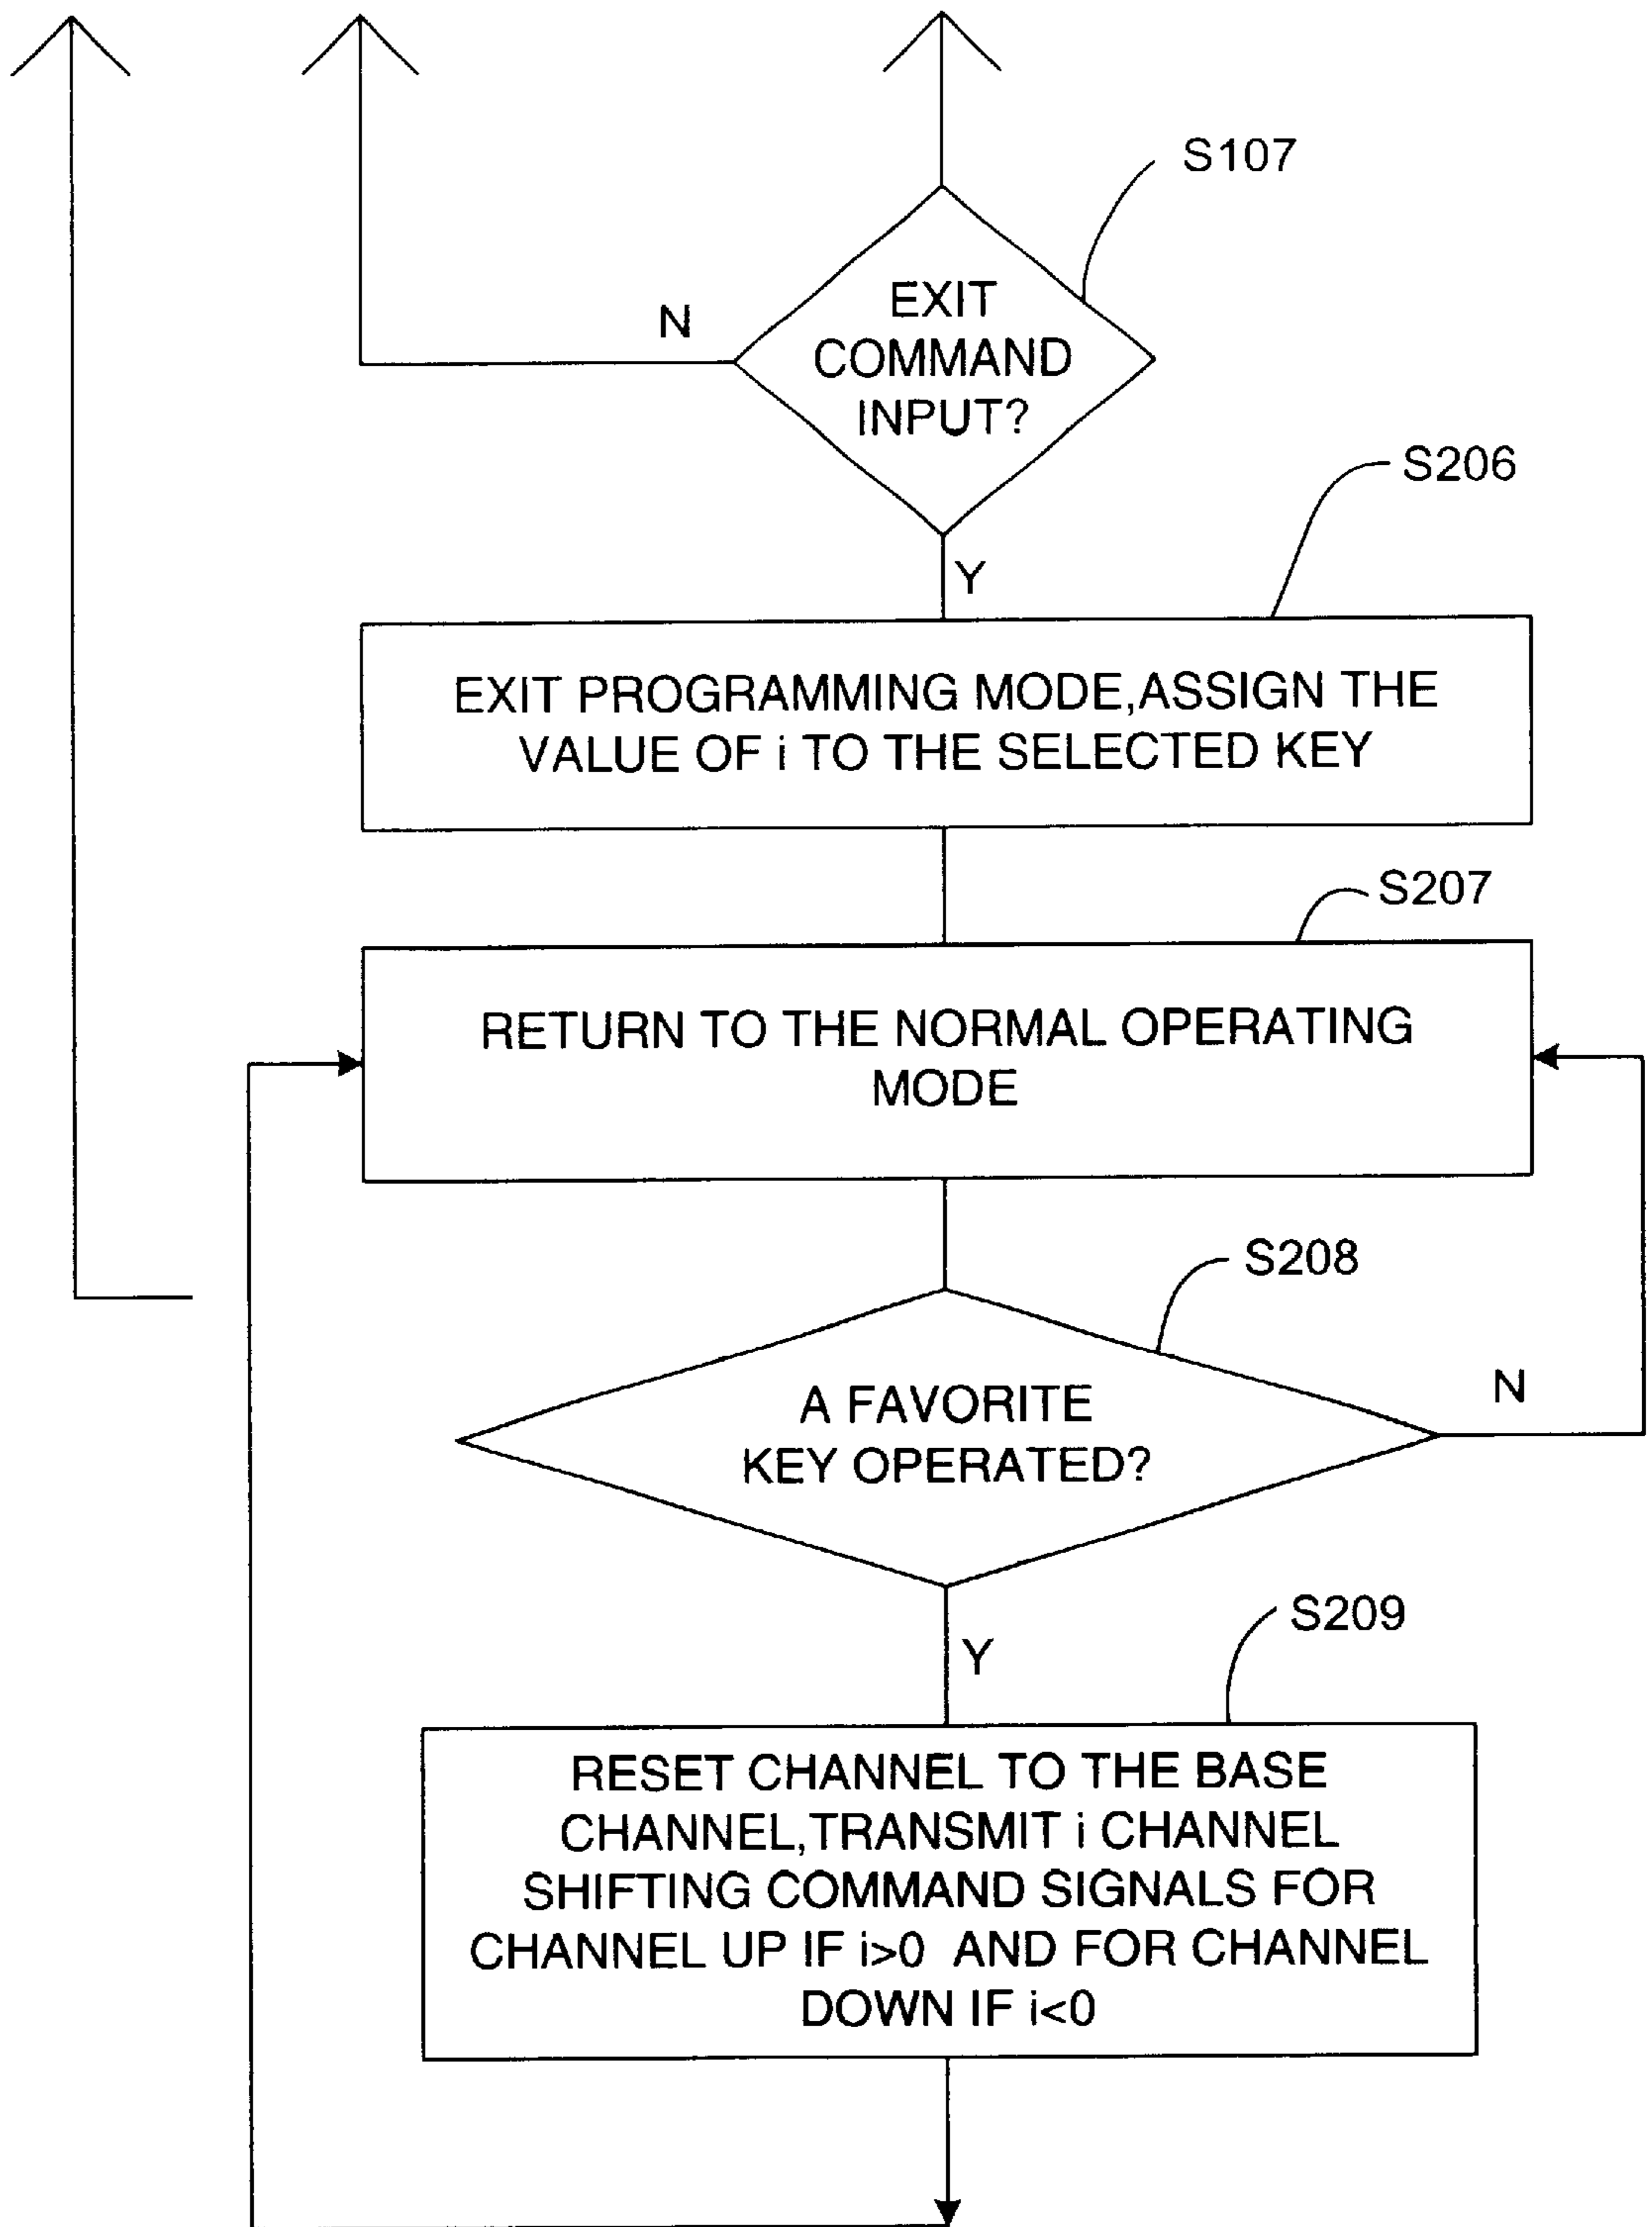 S107
EXIT
COMMAND
INPUT?
N
S206
Y
EXIT PROGRAMMING MODE,ASSIGN THE
VALUE OF i TO THE SELECTED KEY
S207
RETURN TO THE NORMAL OPERATING
MODE
S208
A FAVORITE
KEY OPERATED?
N
S209
Y
RESET CHANNEL TO THE BASE
CHANNEL,TRANSMIT i CHANNEL
SHIFTING COMMAND SIGNALS FOR
CHANNEL UP IF i>0 AND FOR CHANNEL
DOWN IF i<0